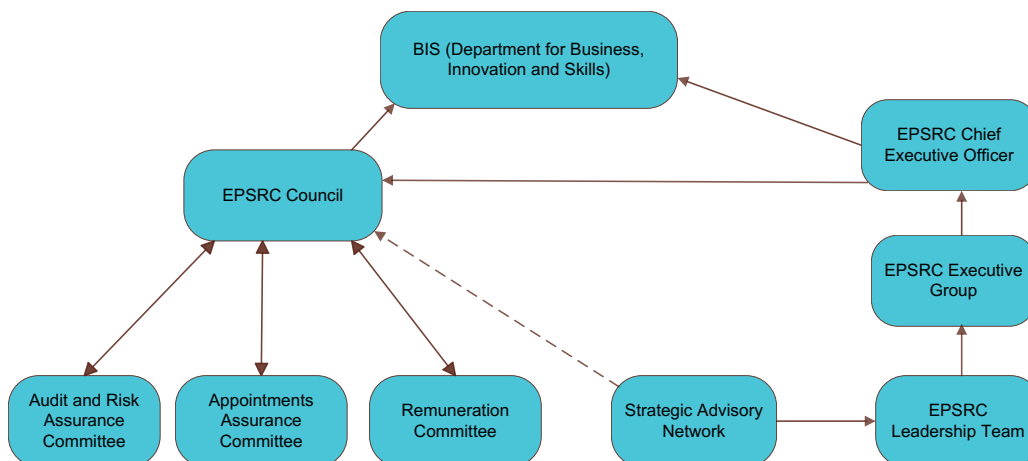 BIS (Department for Business,
Innovation and Skills)
EPSRC Chief
Executive Officer
EPSRC Council
EPSRC Executive
Group
Audit and Risk
Assurance
Committee
Appointments
Assurance
Committee
Remuneration
Committee
Strategic Advisory
Network
EPSRC
Leadership Team